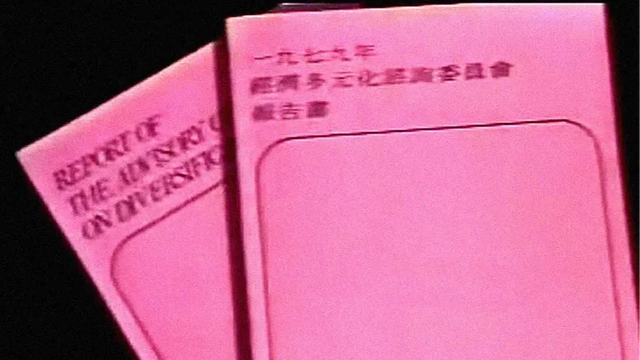 REPORT OF
THE ADVISORY C
ON DIVERSIFIC
一九七九年
經濟多元化諮詢委員會
報告書